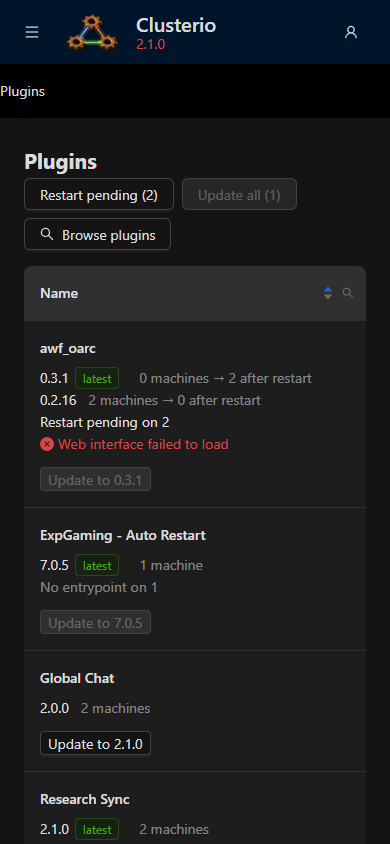 Clusterio
2.1.0
Plugins
Plugins
Restart pending (2)
Update all (1)
Browse plugins
Name
awf_oarc
0.3.1 latest 0 machines → 2 after restart
0.2.16 2 machines → 0 after restart
Restart pending on 2
Web interface failed to load
Update to 0.3.1
ExpGaming - Auto Restart
7.0.5 latest 1 machine
No entrypoint on 1
Update to 7.0.5
Global Chat
2.0.0 2 machines
Update to 2.1.0
Research Sync
2.1.0 latest 2 machines